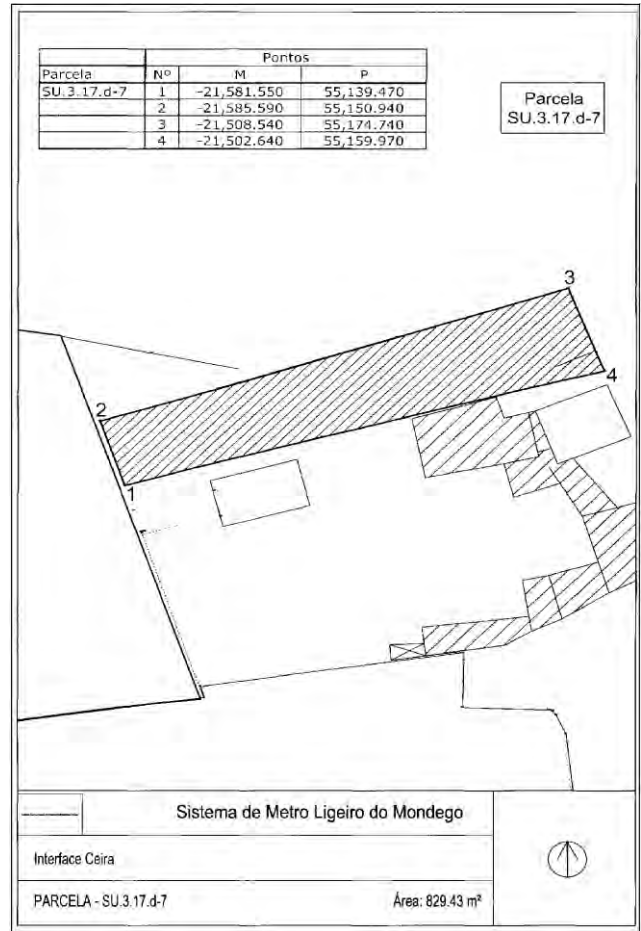 Pontos
Parcela Nº M P
SU.3.17.d-7 1 -21,581.550 55,139.470
2 -21,585.590 55,150.940
3 -21,508.540 55,174.740
4 -21,502.640 55,159.970
Parcela
SU.3.17.d-7
3
4
2
1
Sistema de Metro Ligeiro do Mondego
Interface Ceira
PARCELA - SU.3.17.d-7 Área: 829.43 m²